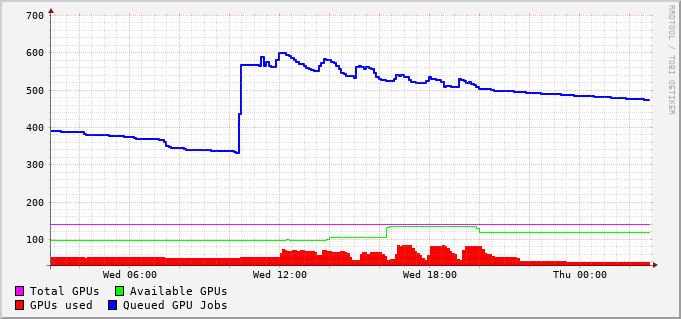 700
600
500
400
300
200
100
Wed 06:00 Wed 12:00 Wed 18:00 Thu 00:00
Total GPUs Available GPUs
GPUs used Queued GPU Jobs
RRDTOOL / TOBI OETIKER